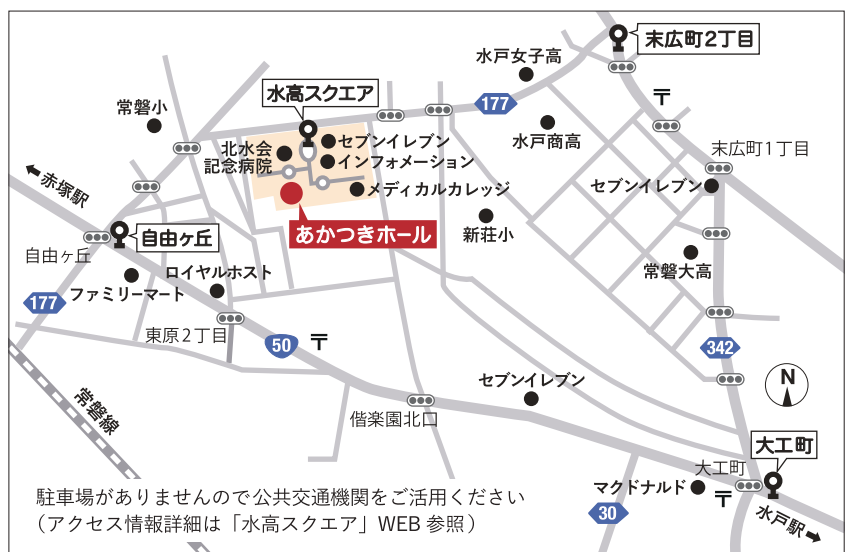 末広町2丁目
水戸女子高
177
水高スクエア
常磐小
水戸商高
北水会
記念病院
セブンイレブン
インフォメーション
メディカルカレッジ
末広町1丁目
セブンイレブン
赤塚駅
あかつきホール
新荘小
自由ヶ丘
自由ヶ丘
常磐大高
ロイヤルホスト
ファミリーマート
177
東原2丁目
50
342
N
セブンイレブン
常磐線
偕楽園北口
大工町
大工町
マクドナルド
30
水戸駅
駐車場がありませんので公共交通機関をご活用ください
(アクセス情報詳細は「水高スクエア」WEB 参照)